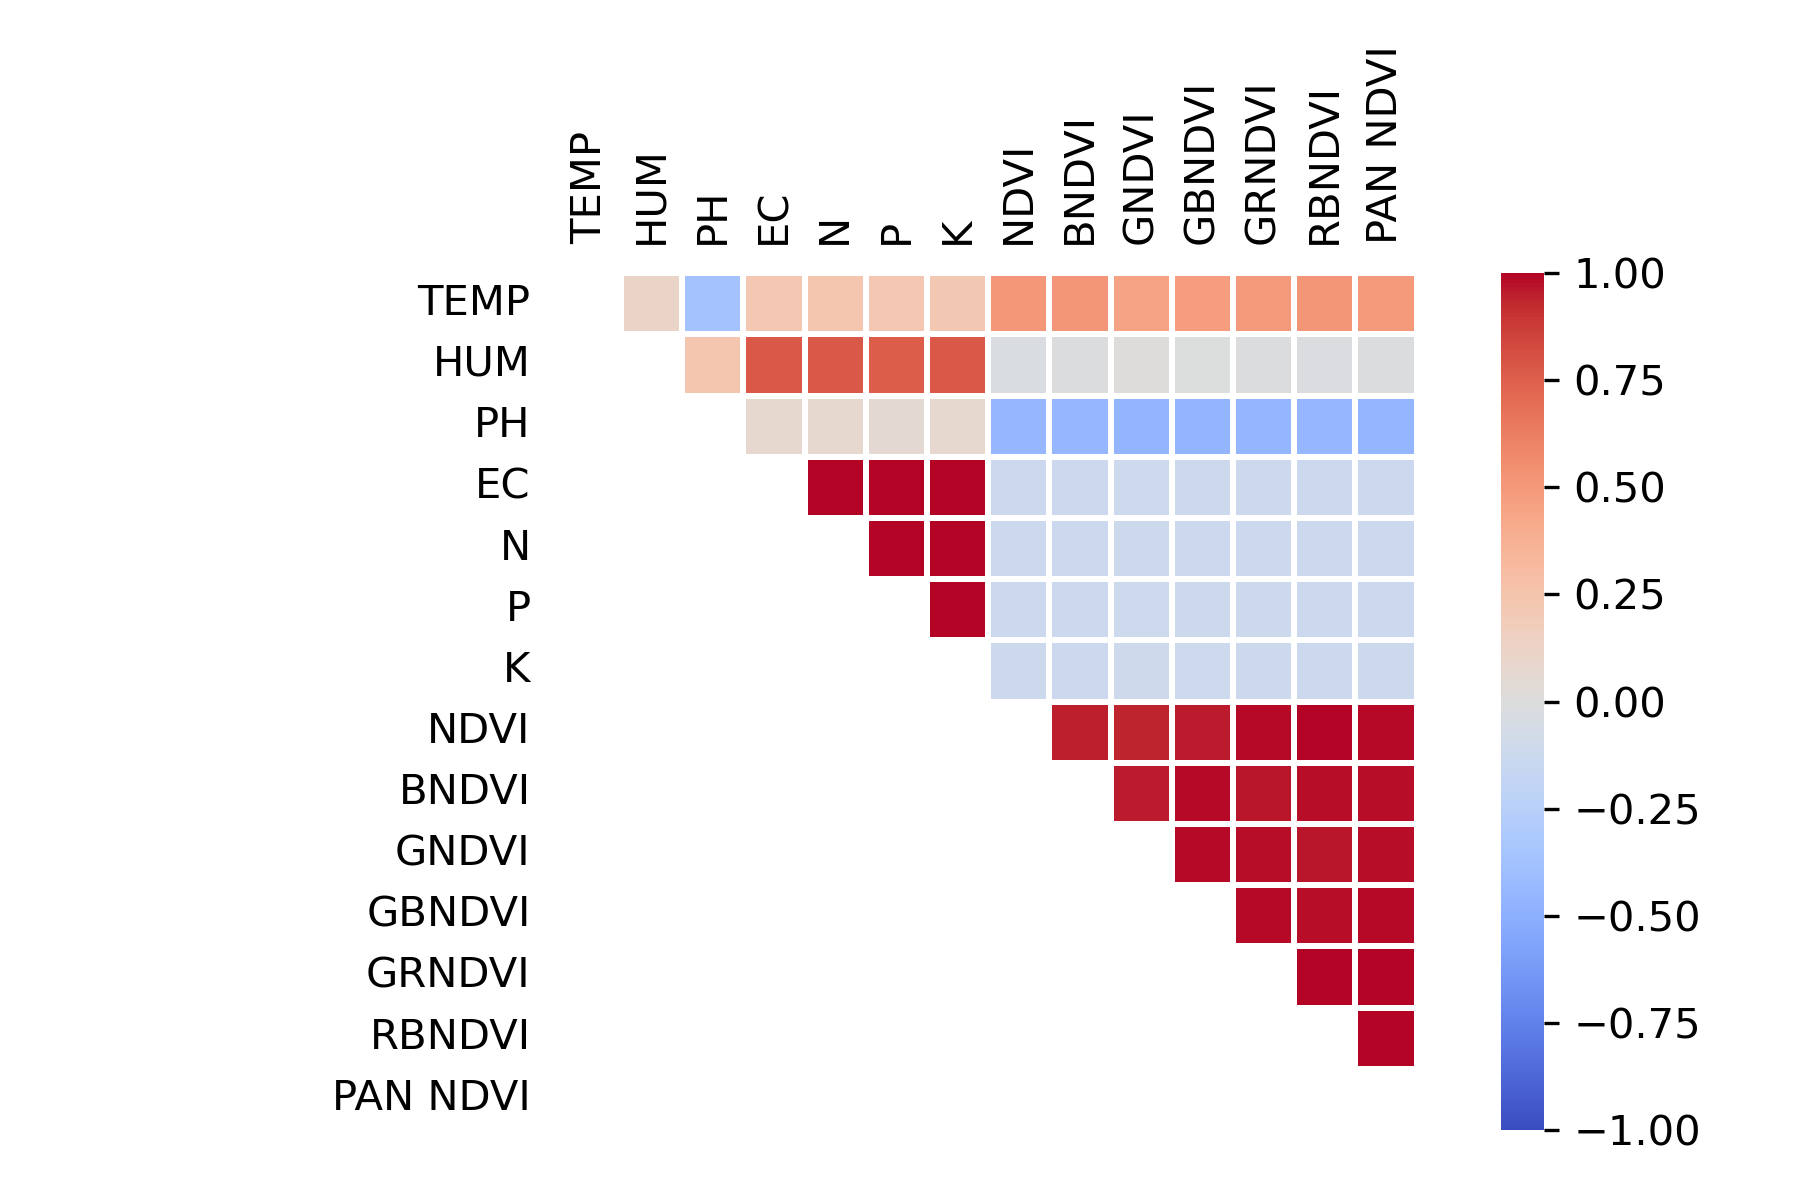 TEMP
HUM
PH
EC
N
P
K
NDVI
BNDVI
GNDVI
GBNDVI
GRNDVI
RBNDVI
PAN NDVI
TEMP
HUM
PH
EC
N
P
K
NDVI
BNDVI
GNDVI
GBNDVI
GRNDVI
RBNDVI
PAN NDVI
1.00
0.75
0.50
0.25
0.00
−0.25
−0.50
−0.75
−1.00